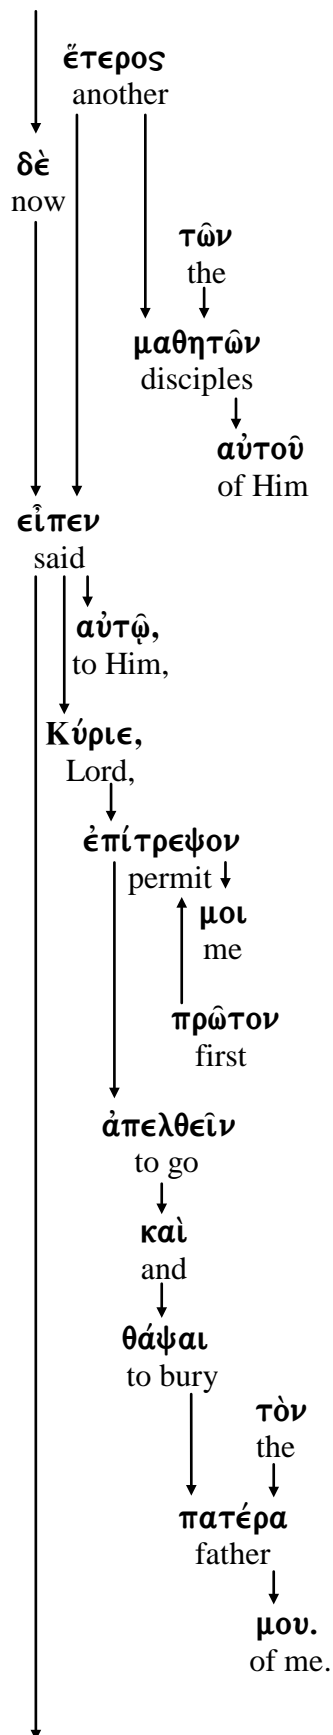 ἕτερος
another
δὲ
now
τῶν
the
μαθητῶν
disciples
αὐτοῦ
of Him
εἶπεν
said
αὐτῷ,
to Him,
Κύριε,
Lord,
ἐπίτρεψον
permit
μοι
me
πρῶτον
first
ἀπελθεῖν
to go
καὶ
and
θάψαι
to bury
τὸν
the
πατέρα
father
μου.
of me.